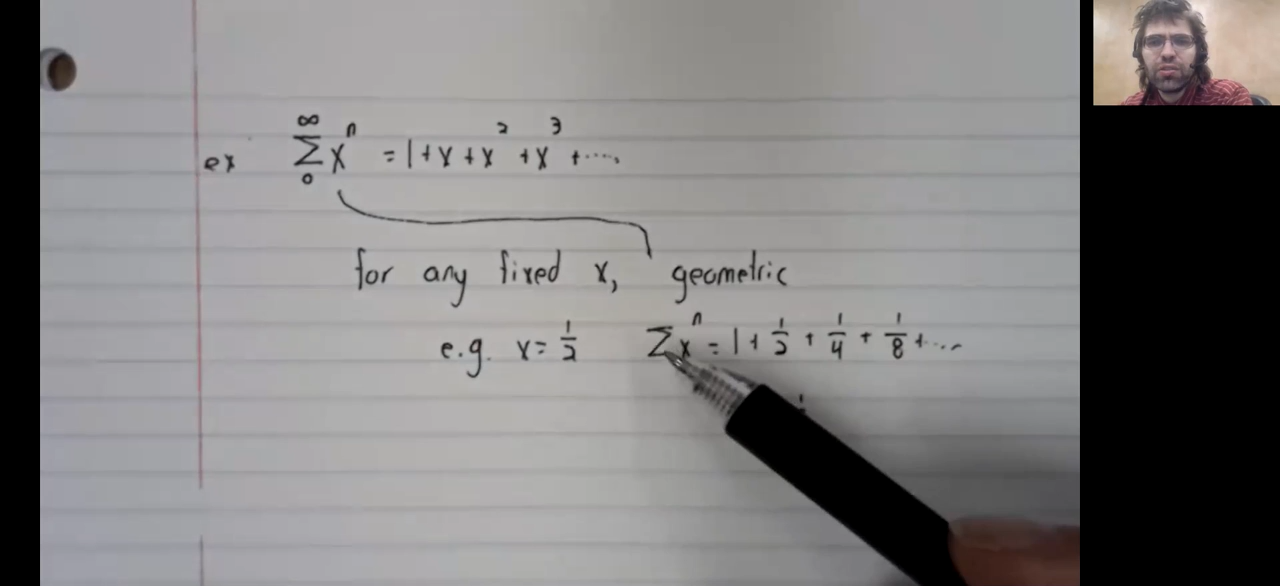 ex ∞ Σ 0 xⁿ = 1 + x + x² + x³ + ....
for any fixed x, geometric
e.g. x = 1/2 Σ xⁿ = 1 + 1/2 + 1/4 + 1/8 + ...